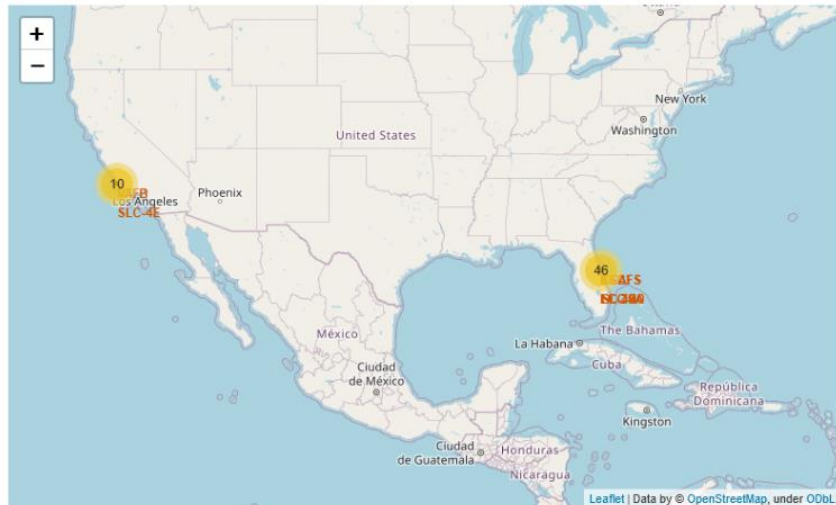 Ottawa
+
−
New York
Washington
United States
10
Los Angeles
Phoenix
SLC-4E
46
The Bahamas
México
La Habana
Cuba
Ciudad
de México
República
Dominicana
Kingston
Ciudad
de Guatemala
Honduras
Nicaragua
Leaflet | Data by © OpenStreetMap, under ODbL